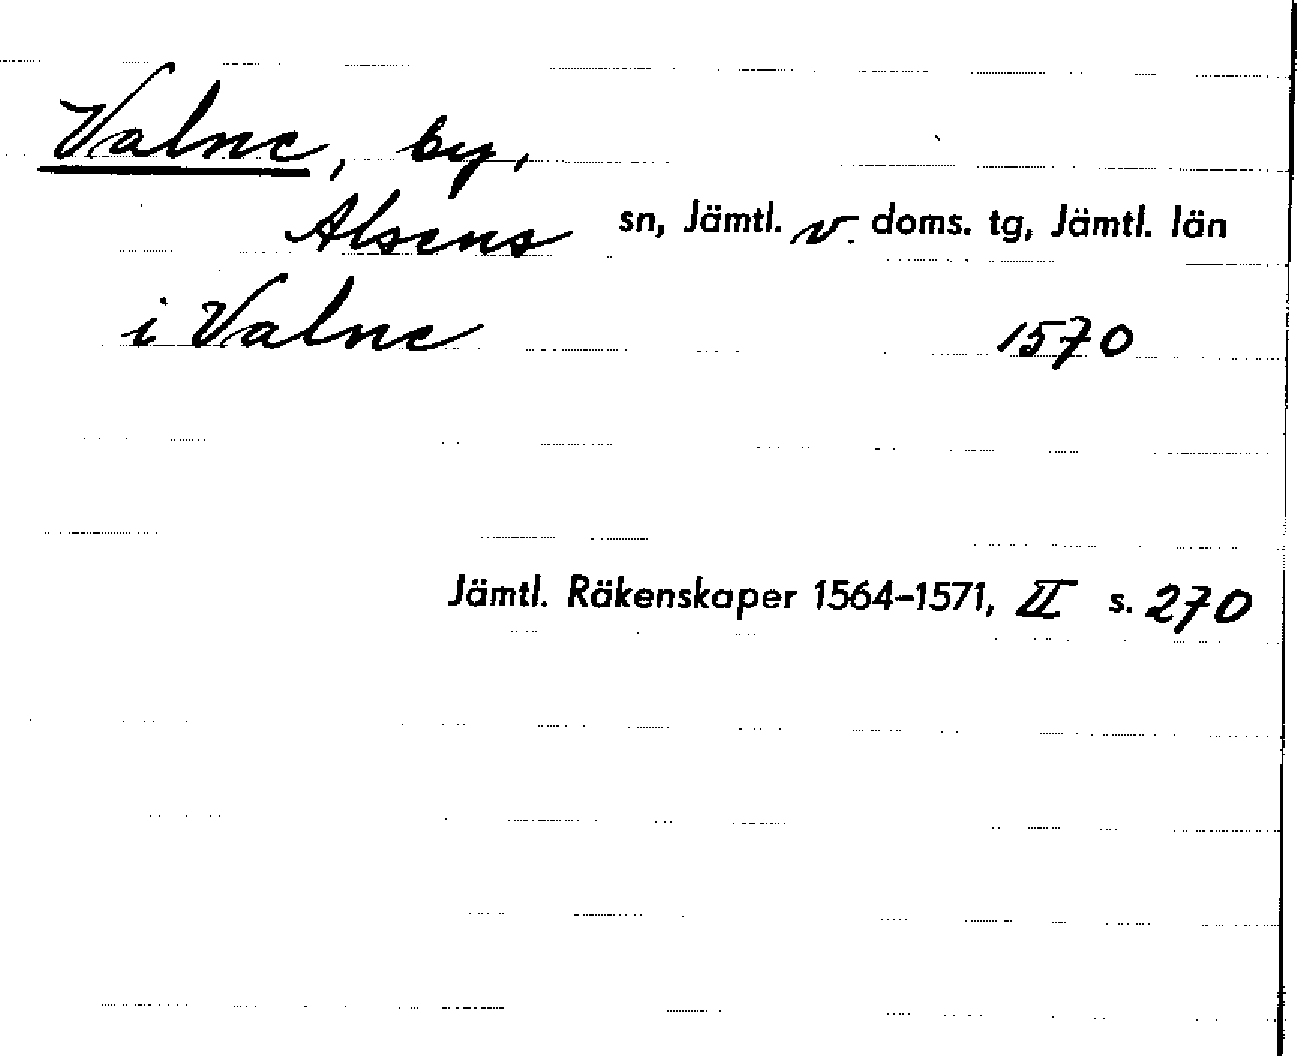 Valne, by,
Alsens sn, Jämtl. v. doms. tg, Jämtl. län
i Valne 1570
Jämtl. Räkenskaper 1564-1571, II s. 270